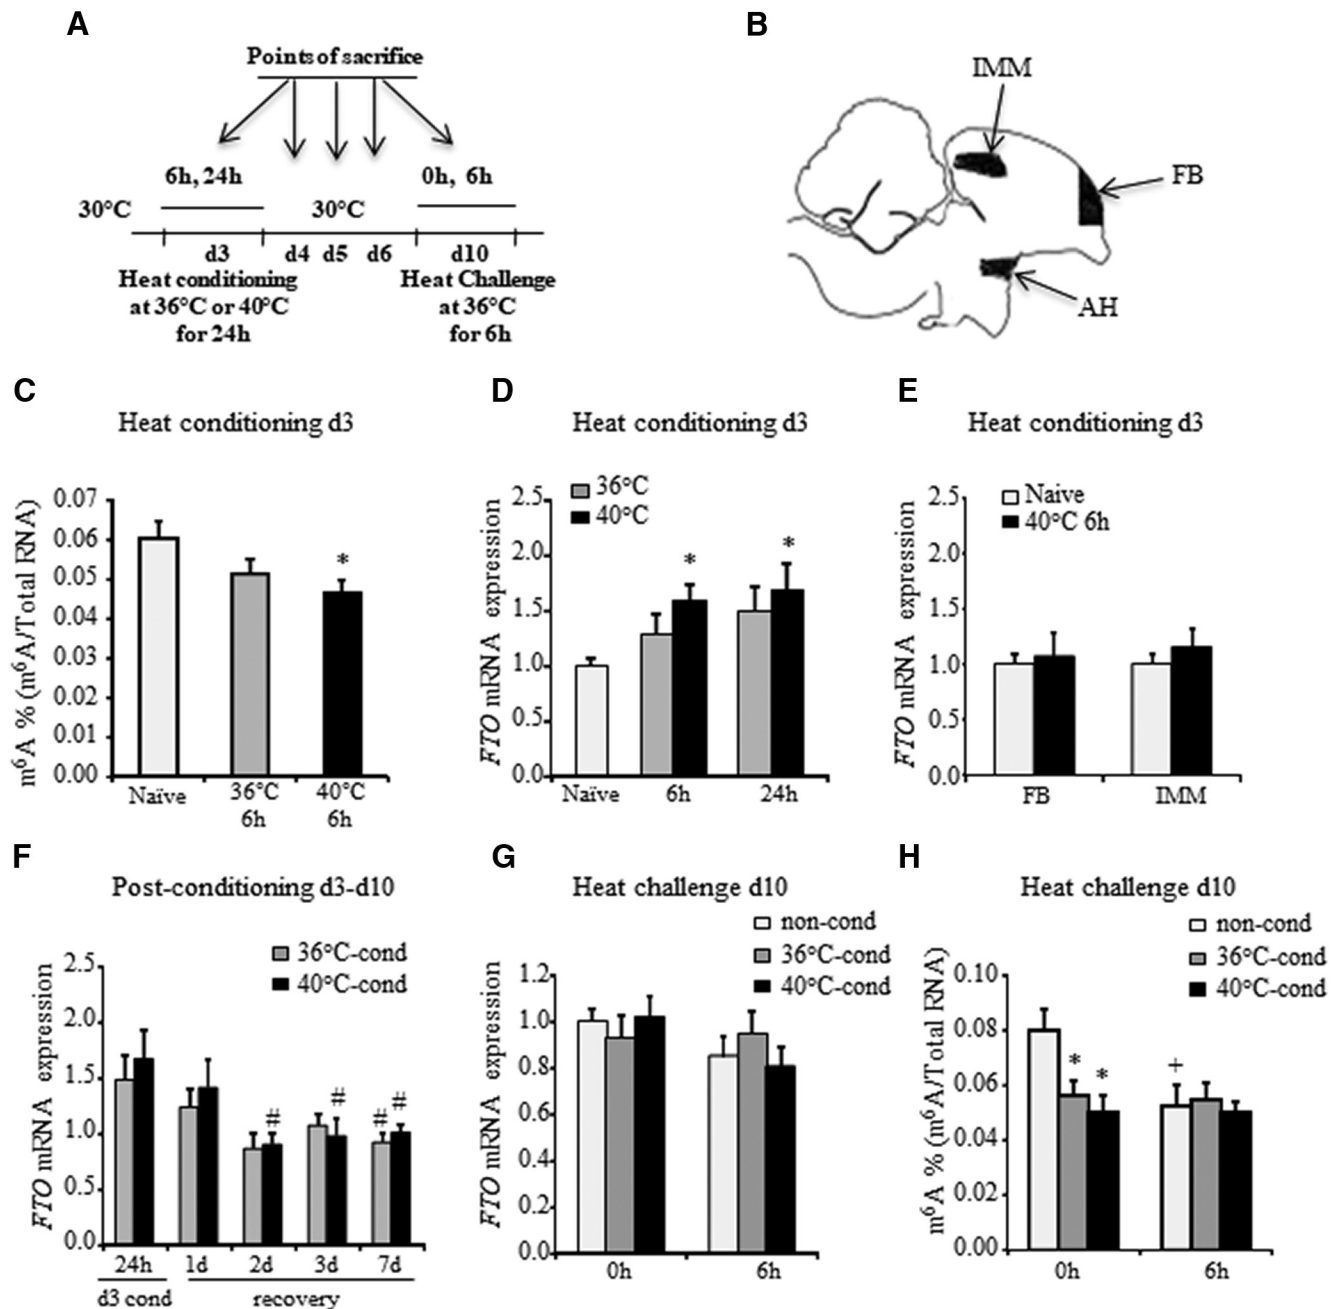 A
Points of sacrifice
6h, 24h
0h, 6h
30°C
30°C
d3
d4
d5
d6
d10
Heat conditioning
at 36°C or 40°C
for 24h
Heat Challenge
at 36°C
for 6h
B
IMM
FB
AH
C
Heat conditioning d3
m⁶A % (m⁶A/Total RNA)
0.07
0.06
0.05
0.04
0.03
0.02
0.01
0.00
*
Naïve
36°C
6h
40°C
6h
D
Heat conditioning d3
36°C
40°C
FTO mRNA expression
2.5
2.0
1.5
1.0
0.5
0.0
*
*
Naïve
6h
24h
E
Heat conditioning d3
Naive
40°C 6h
FTO mRNA expression
2.5
2.0
1.5
1.0
0.5
0.0
FB
IMM
F
Post-conditioning d3-d10
36°C-cond
40°C-cond
FTO mRNA expression
2.5
2.0
1.5
1.0
0.5
0.0
#
#
#
#
24h
1d
2d
3d
7d
d3 cond
recovery
G
Heat challenge d10
non-cond
36°C-cond
40°C-cond
FTO mRNA expression
1.2
1.0
0.8
0.6
0.4
0.2
0.0
0h
6h
H
Heat challenge d10
non-cond
36°C-cond
40°C-cond
m⁶A % (m⁶A/Total RNA)
0.10
0.08
0.06
0.04
0.02
0.00
*
*
+
0h
6h